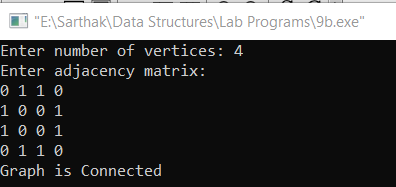 "E:\Sarthak\Data Structures\Lab Programs\9b.exe"
Enter number of vertices: 4
Enter adjacency matrix:
0 1 1 0
1 0 0 1
1 0 0 1
0 1 1 0
Graph is Connected